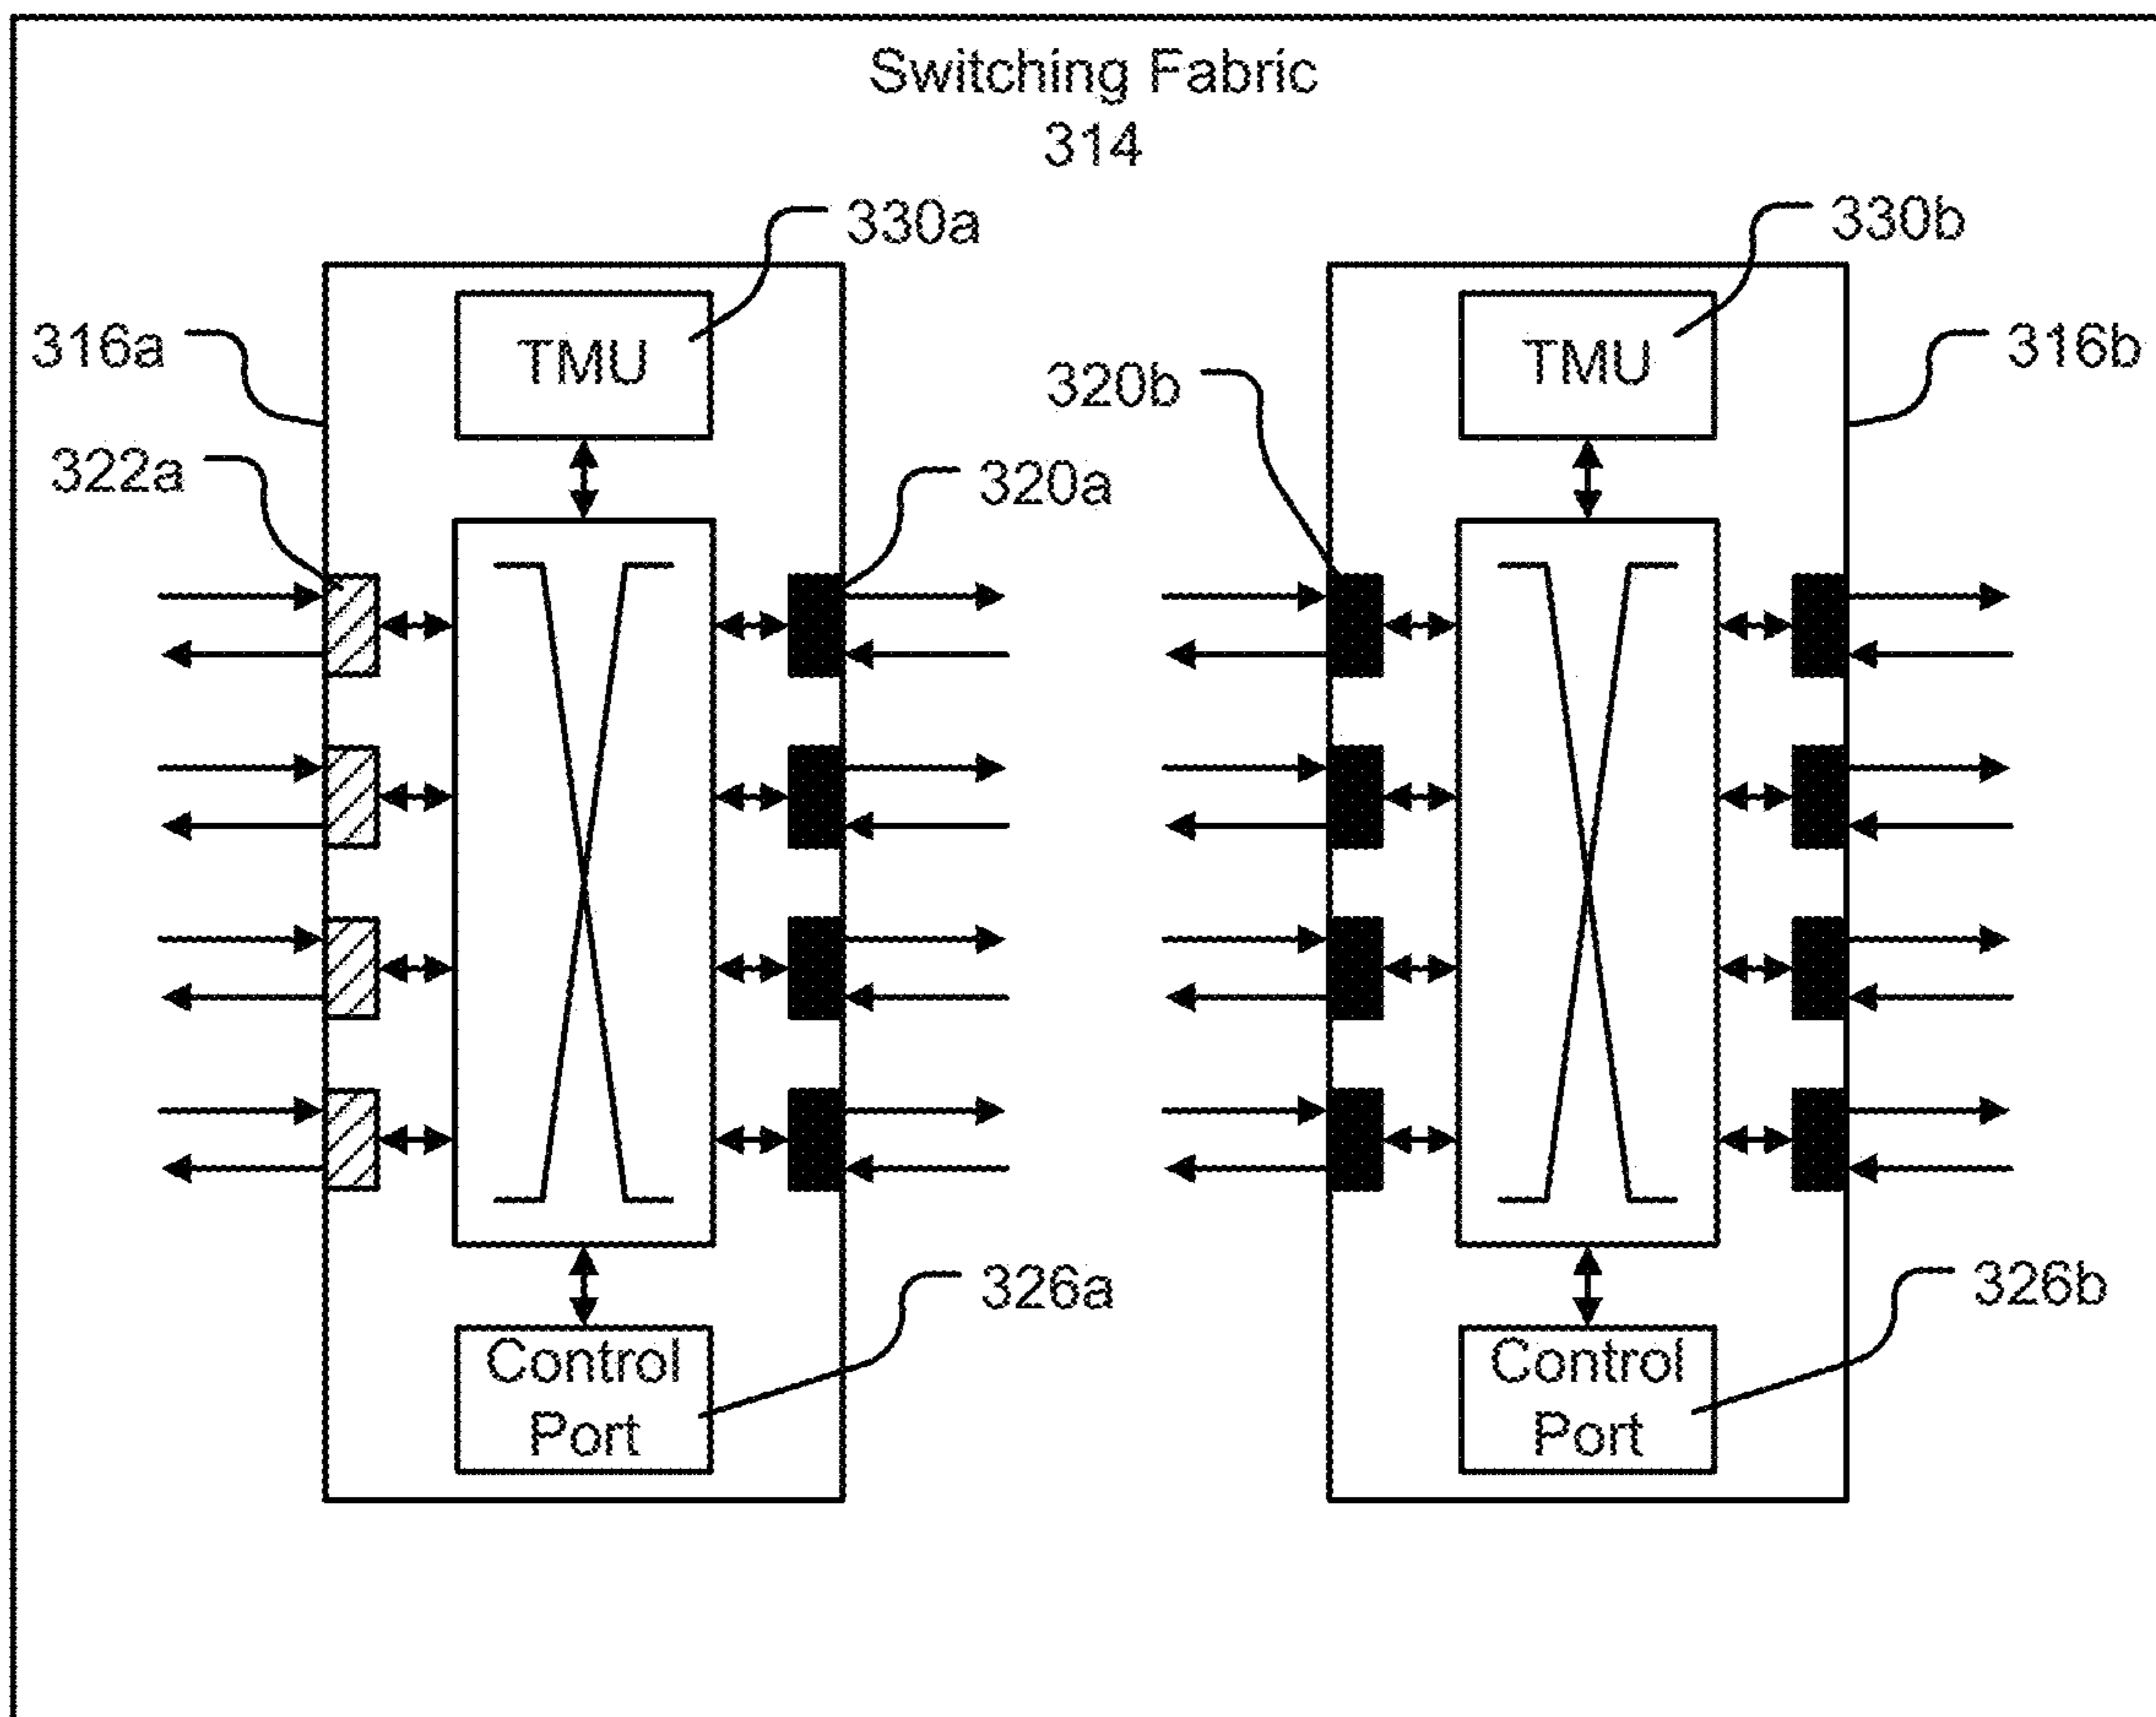 Switching Fabric
314
330a
330b
316a
TMU
TMU
316b
320b
322a
320a
326a
326b
Control
Port
Control
Port